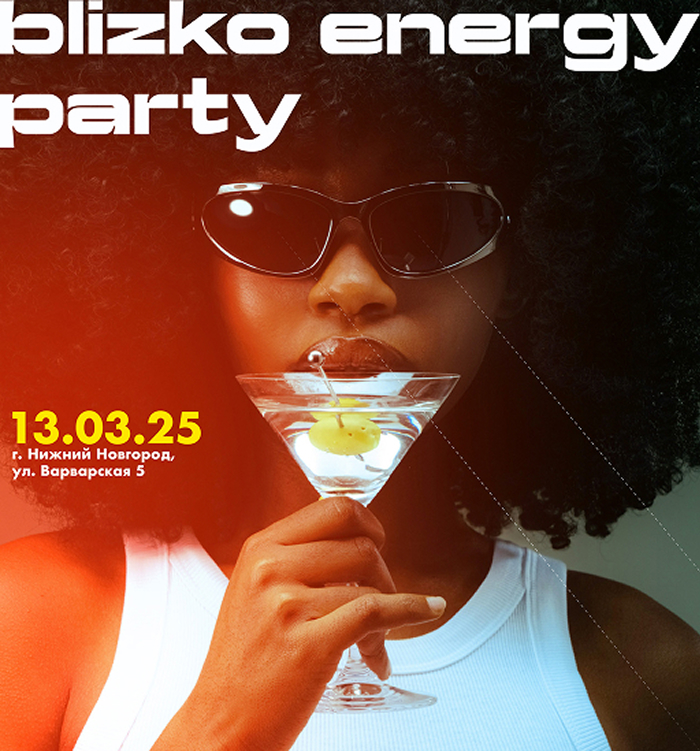 blizko energy
party
13.03.25
г. Нижний Новгород,
ул. Варварская 5